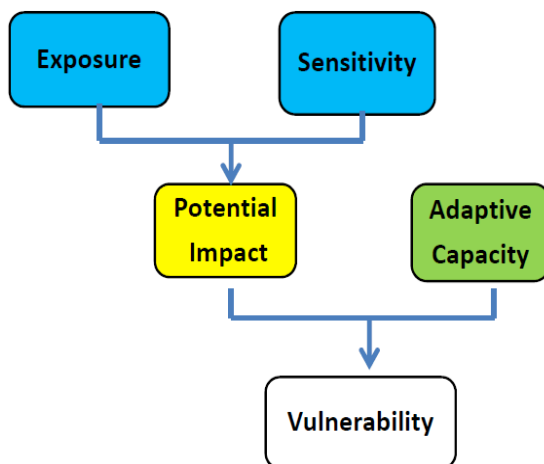 Exposure
Sensitivity
Potential
Impact
Adaptive
Capacity
Vulnerability